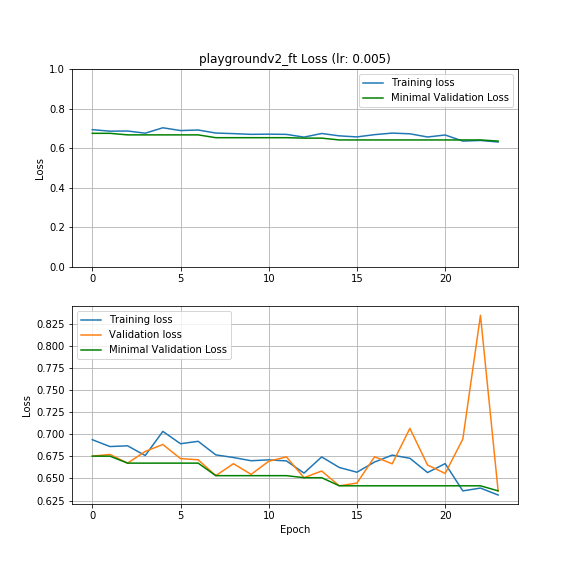 playgroundv2_ft Loss (lr: 0.005)
1.0
0.8
0.6
0.4
0.2
0.0
Loss
Training loss
Minimal Validation Loss
0 5 10 15 20
0.825
0.800
0.775
0.750
0.725
0.700
0.675
0.650
0.625
Loss
Training loss
Validation loss
Minimal Validation Loss
0 5 10 15 20
Epoch